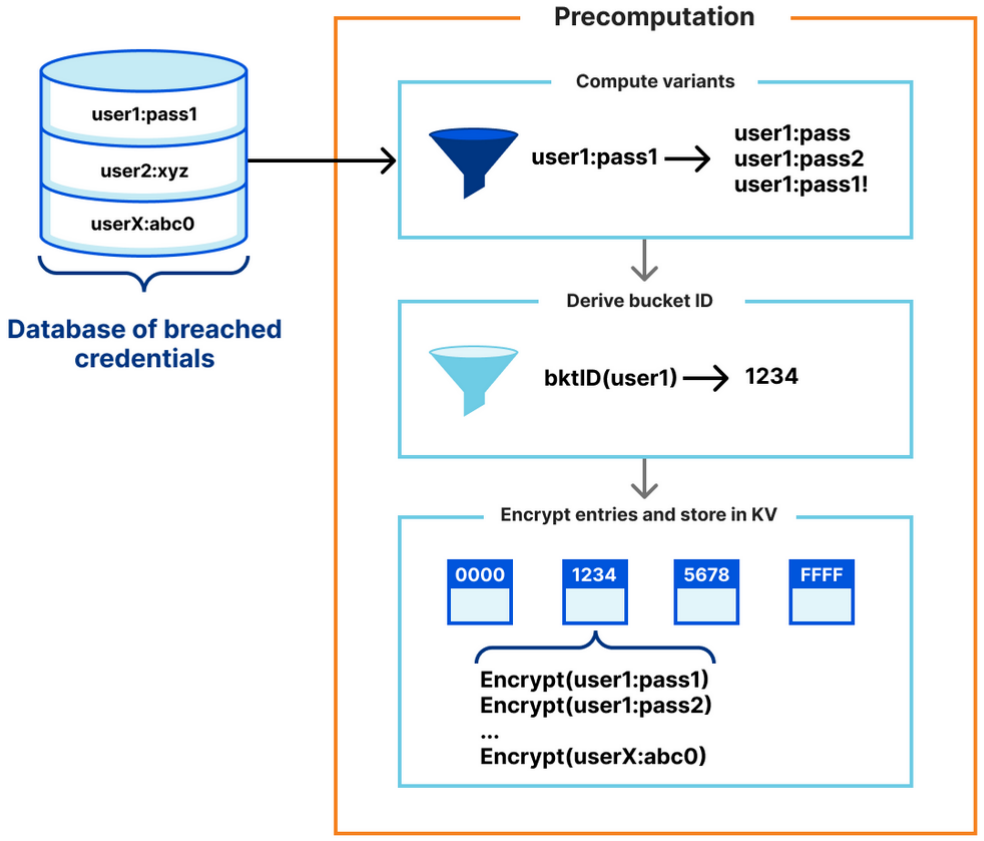 Precomputation
user1:pass1
user2:xyz
userX:abc0
Database of breached
credentials
Compute variants
user1:pass1
user1:pass
user1:pass2
user1:pass1!
Derive bucket ID
bktID(user1)
1234
Encrypt entries and store in KV
0000
1234
5678
FFFF
Encrypt(user1:pass1)
Encrypt(user1:pass2)
...
Encrypt(userX:abc0)